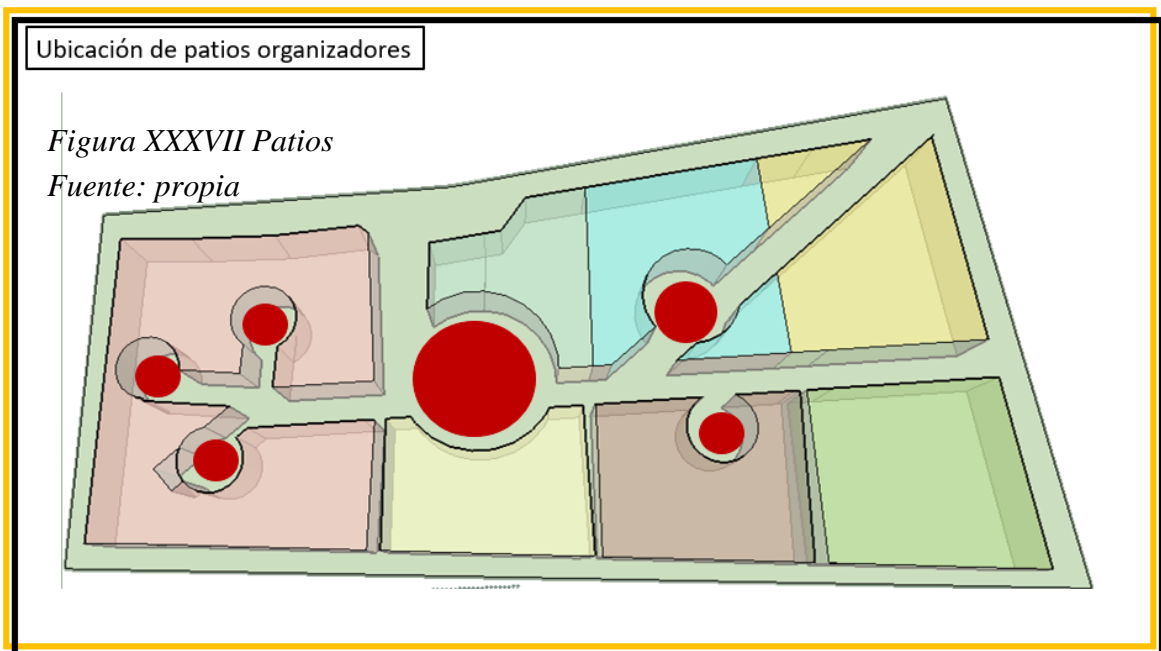 Ubicación de patios organizadores
Figura XXXVII Patios
Fuente: propia